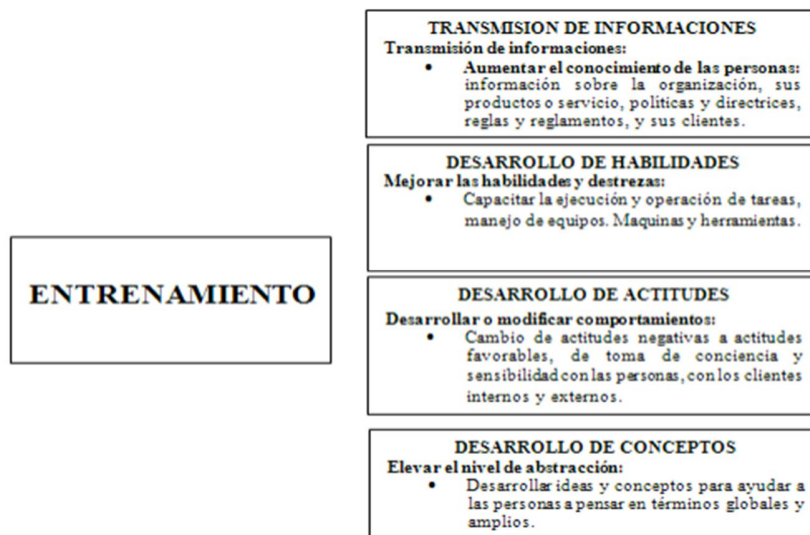 TRANSMISION DE INFORMACIONES
Transmisión de informaciones:
• Aumentar el conocimiento de las personas:
información sobre la organización, sus
productos o servicio, políticas y directrices,
reglas y reglamentos, y sus clientes.
DESARROLLO DE HABILIDADES
Mejorar las habilidades y destrezas:
• Capacitar la ejecución y operación de tareas,
manejo de equipos. Maquinas y herramientas.
ENTRENAMIENTO
DESARROLLO DE ACTITUDES
Desarrollar o modificar comportamientos:
• Cambio de actitudes negativas a actitudes
favorables, de toma de conciencia y
sensibilidad con las personas, con los clientes
internos y externos.
DESARROLLO DE CONCEPTOS
Elevar el nivel de abstracción:
• Desarrollar ideas y conceptos para ayudar a
las personas a pensar en términos globales y
amplios.